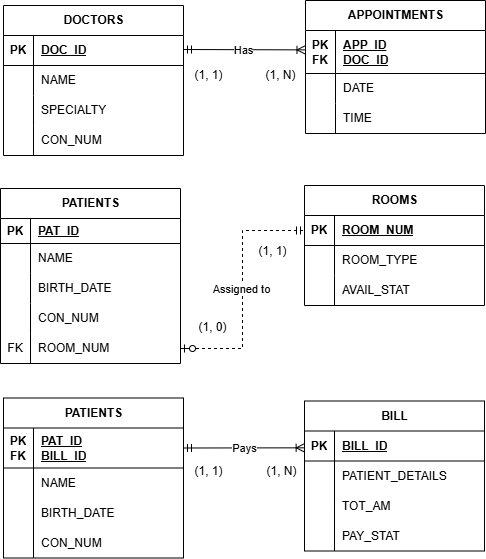 DOCTORS
PK DOC_ID
NAME
SPECIALTY
CON_NUM
Has
(1, 1)
(1, N)
APPOINTMENTS
PK APP_ID
FK DOC_ID
DATE
TIME
PATIENTS
PK PAT_ID
NAME
BIRTH_DATE
CON_NUM
FK ROOM_NUM
(1, 1)
Assigned to
(1, 0)
ROOMS
PK ROOM_NUM
ROOM_TYPE
AVAIL_STAT
PATIENTS
PK PAT_ID
FK BILL_ID
NAME
BIRTH_DATE
CON_NUM
Pays
(1, 1)
(1, N)
BILL
PK BILL_ID
PATIENT_DETAILS
TOT_AM
PAY_STAT